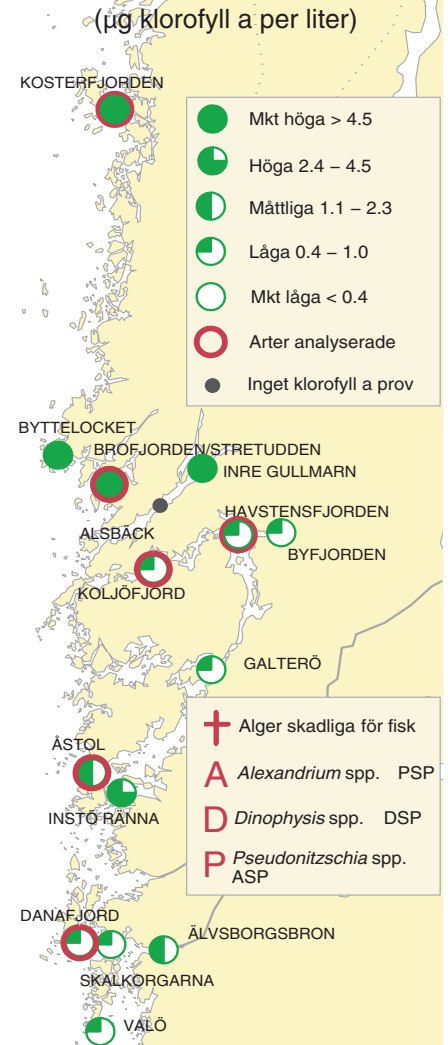 (µg klorofyll a per liter)
KOSTERFJORDEN
Mkt höga > 4.5
Höga 2.4 – 4.5
Måttliga 1.1 – 2.3
Låga 0.4 – 1.0
Mkt låga < 0.4
Arter analyserade
Inget klorofyll a prov
BYTTELOCKET
BROFJORDEN/STRETUDDEN
INRE GULLMARN
HAVSTENSFJORDEN
ALSBÄCK
BYFJORDEN
KOLJÖFJORD
GALTERÖ
Alger skadliga för fisk
A Alexandrium spp. PSP
D Dinophysis spp. DSP
P Pseudonitzschia spp.
ASP
ÅSTOL
INSTÖ RÄNNA
DANAFJORD
ÄLVSBORGSBRON
SKALKORGARNA
VALÖ